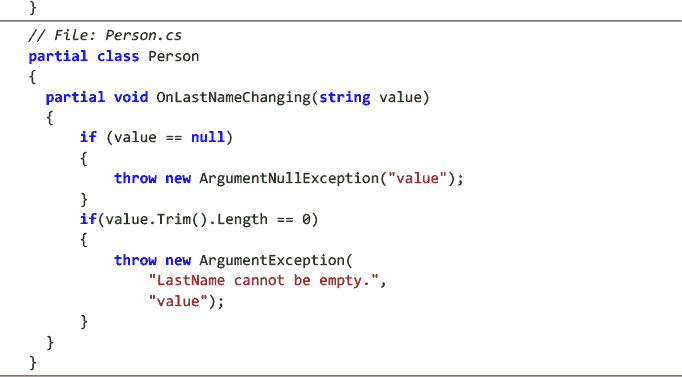 }
// File: Person.cs
partial class Person
{
  partial void OnLastNameChanging(string value)
  {
      if (value == null)
      {
          throw new ArgumentNullException("value");
      }
      if(value.Trim().Length == 0)
      {
          throw new ArgumentException(
              "LastName cannot be empty.",
              "value");
      }
  }
}